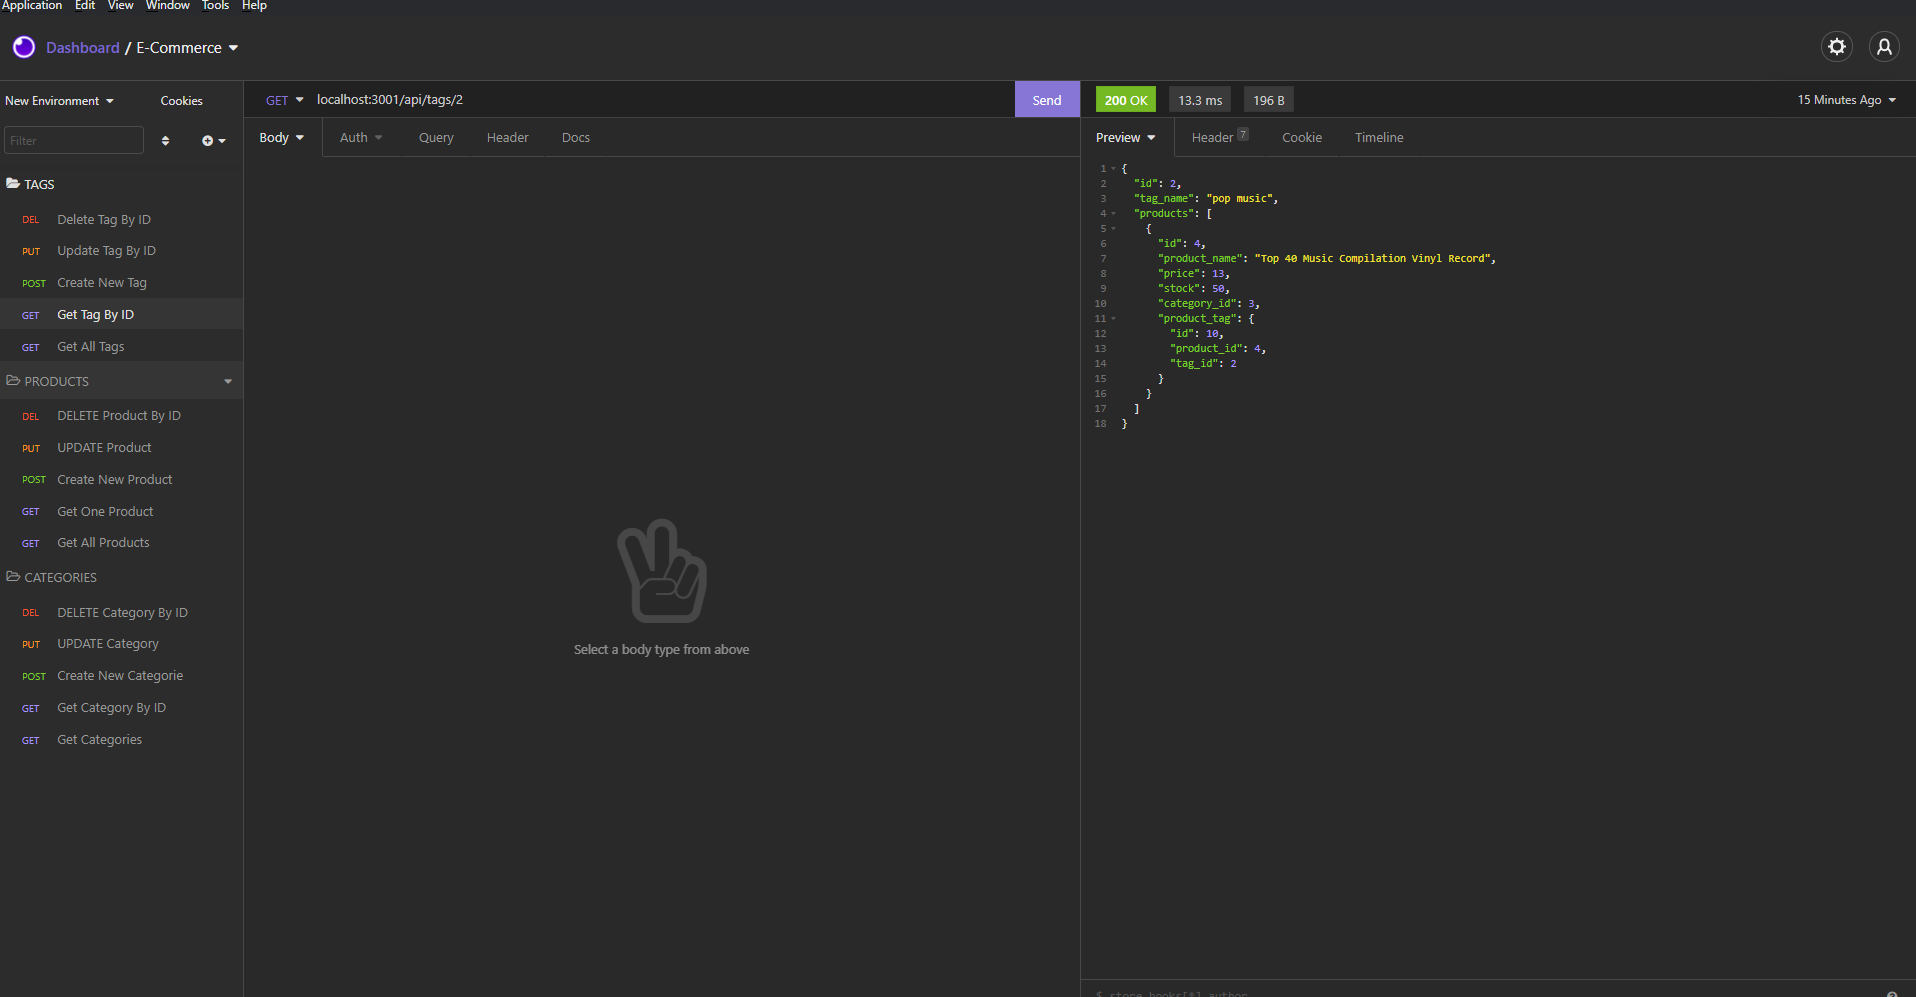 Application Edit View Window Tools Help
Dashboard / E-Commerce
New Environment Cookies
Filter
TAGS
DEL Delete Tag By ID
PUT Update Tag By ID
POST Create New Tag
GET Get Tag By ID
GET Get All Tags
PRODUCTS
DEL DELETE Product By ID
PUT UPDATE Product
POST Create New Product
GET Get One Product
GET Get All Products
CATEGORIES
DEL DELETE Category By ID
PUT UPDATE Category
POST Create New Categorie
GET Get Category By ID
GET Get Categories
GET localhost:3001/api/tags/2 Send
Body Auth Query Header Docs
Select a body type from above
200 OK 13.3 ms 196 B 15 Minutes Ago
Preview Header 7 Cookie Timeline
1 {
2 "id": 2,
3 "tag_name": "pop music",
4 "products": [
5 {
6 "id": 4,
7 "product_name": "Top 40 Music Compilation Vinyl Record",
8 "price": 13,
9 "stock": 50,
10 "category_id": 3,
11 "product_tag": {
12 "id": 10,
13 "product_id": 4,
14 "tag_id": 2
15 }
16 }
17 ]
18 }
$.store.books[*].author